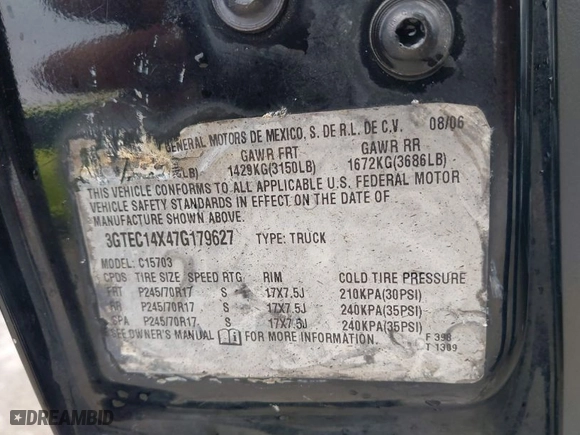 Y GENERAL MOTORS DE MEXICO, S. DE R.L. DE C.V. 08/06
GAWR FRT GAWR RR
LB) 1429KG(3150LB) 1672KG(3686LB)
THIS VEHICLE CONFORMS TO ALL APPLICABLE U.S. FEDERAL MOTOR
VEHICLE SAFETY STANDARDS IN EFFECT ON THE DATE OF
MANUFACTURE SHOWN ABOVE.
3GTEC14X47G179627 TYPE: TRUCK
MODEL: C15703
CPDS TIRE SIZE SPEED RTG. RIM COLD TIRE PRESSURE
FRT P245/70R17 S 17X7.5J 210KPA(30PSI)
RR P245/70R17 S 17X7.5J 240KPA(35PSI)
SPA P245/70R17 S 17X7.5J 240KPA(35PSI)
SEE OWNER'S MANUAL i FOR MORE INFORMATION.
F 398
T 1389
DREAMBID